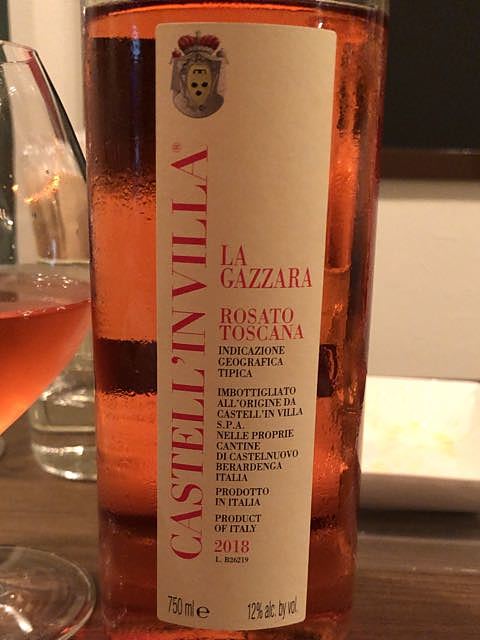 CASTELL'IN VILLA®
LA
GAZZARA
ROSATO
TOSCANA
INDICAZIONE
GEOGRAFICA
TIPICA
IMBOTTIGLIATO
ALL'ORIGINE DA
CASTELL'IN VILLA
S.P.A.
NELLE PROPRIE
CANTINE
DI CASTELNUOVO
BERARDENGA
ITALIA
PRODOTTO
IN ITALIA
PRODUCT
OF ITALY
2018
L. B26219
750 ml e
12% alc. by vol.